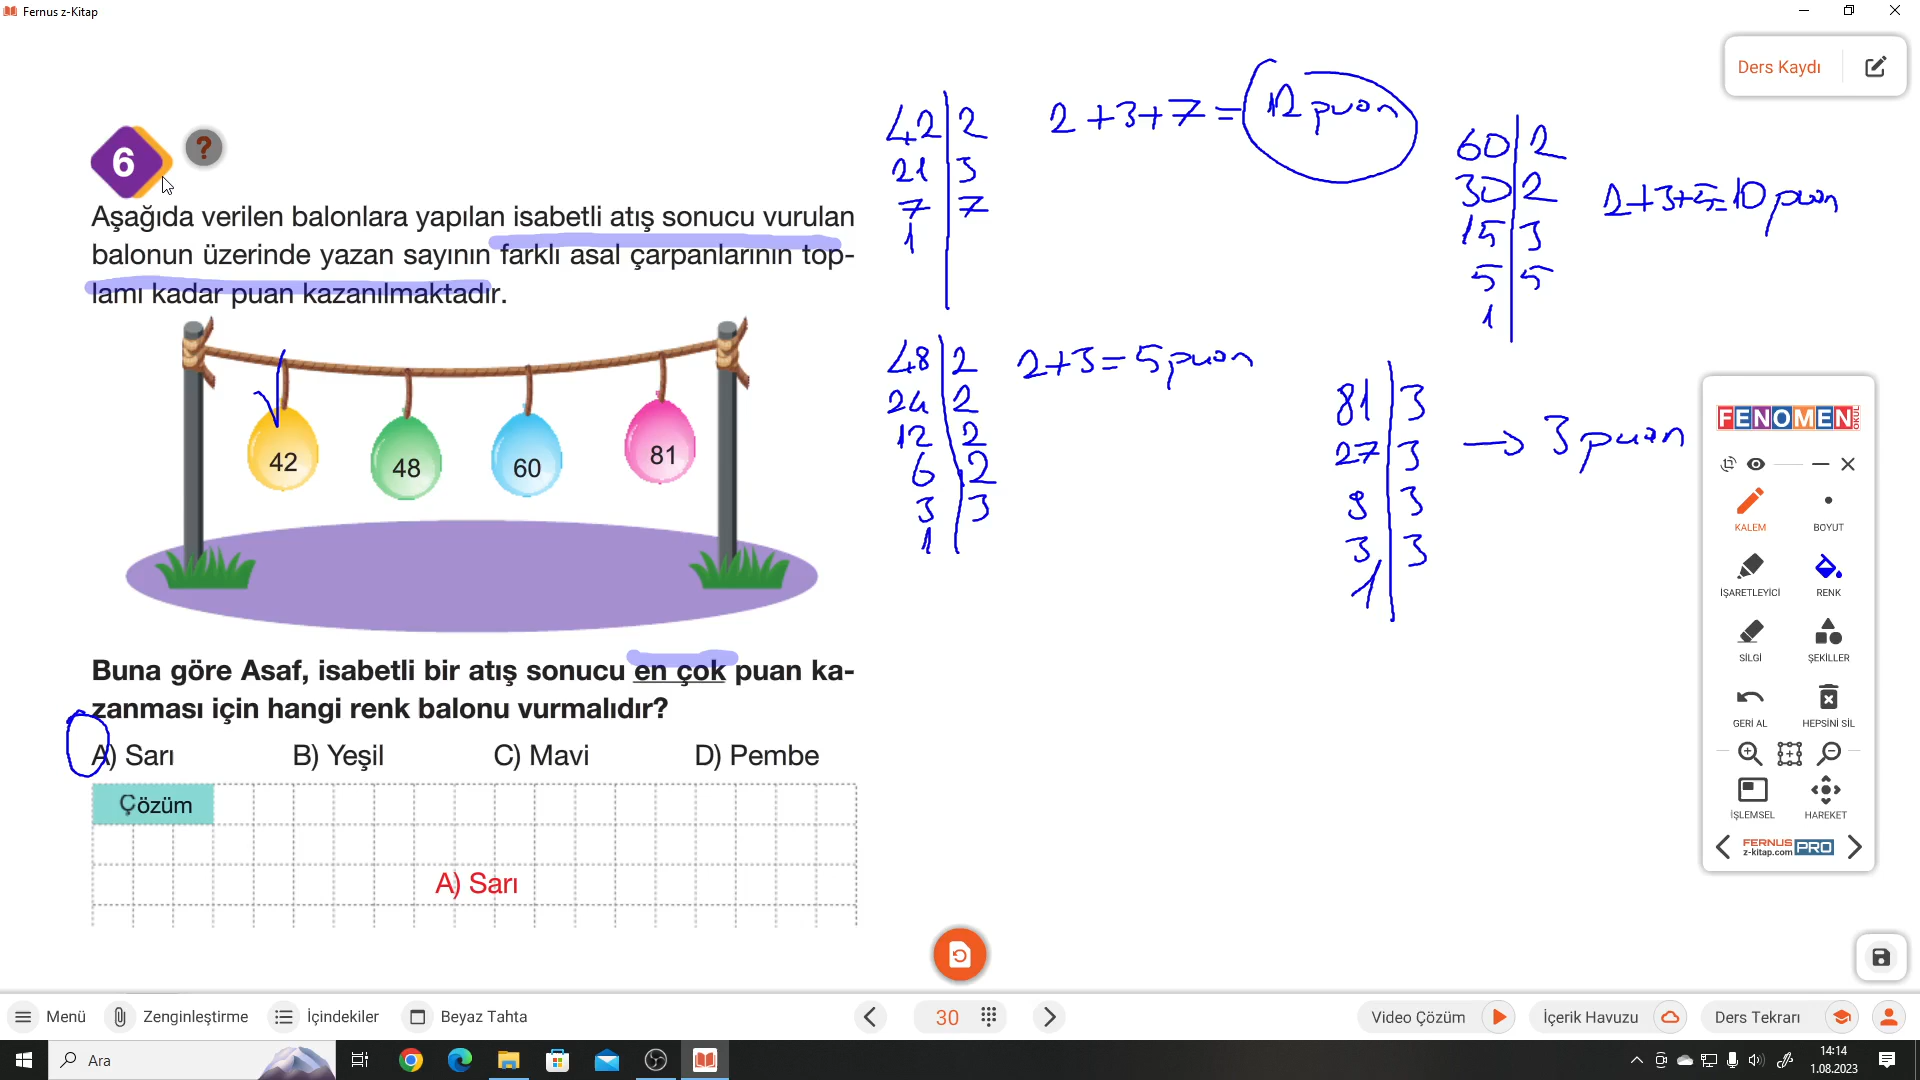 Fernus z-Kitap
Ders Kaydı
6
?
Aşağıda verilen balonlara yapılan isabetli atış sonucu vurulan
balonun üzerinde yazan sayının farklı asal çarpanlarının top-
lamı kadar puan kazanılmaktadır.
42
48
60
81
Buna göre Asaf, isabetli bir atış sonucu en çok puan ka-
zanması için hangi renk balonu vurmalıdır?
A) Sarı B) Yeşil C) Mavi D) Pembe
Çözüm
A) Sarı
42 2
21 3
7 7
1
2+3+7=12 puan
60 2
30 2
15 3
5 5
1
2+3+5=10 puan
48 2
24 2
12 2
6 2
3 3
1
2+3=5 puan
81 3
27 3
9 3
3 3
1
→ 3 puan
FENOMEN OKUL
KALEM BOYUT
İŞARETLEYİCİ RENK
SİLGİ ŞEKİLLER
GERİ AL HEPSİNİ SİL
İŞLEMSEL HAREKET
FERNUS
z-kitap.com PRO
Menü Zenginleştirme İçindekiler Beyaz Tahta 30 Video Çözüm İçerik Havuzu Ders Tekrarı
Ara
14:14
1.08.2023